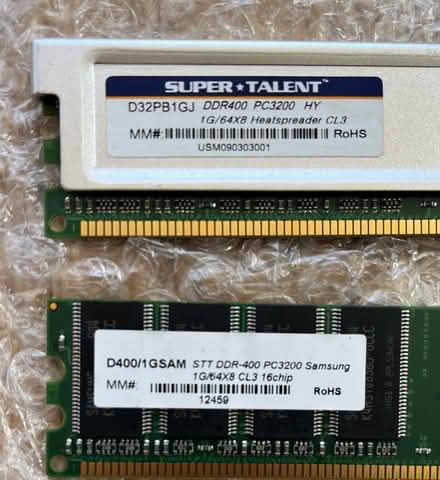 SUPER★TALENT™
D32PB1GJ DDR400 PC3200 HY
1G/64X8 Heatspreader CL3
MM#: RoHS
USM090303001
D400/1GSAM STT DDR-400 PC3200 Samsung
1G/64X8 CL3 16chip
MM#: RoHS
12459